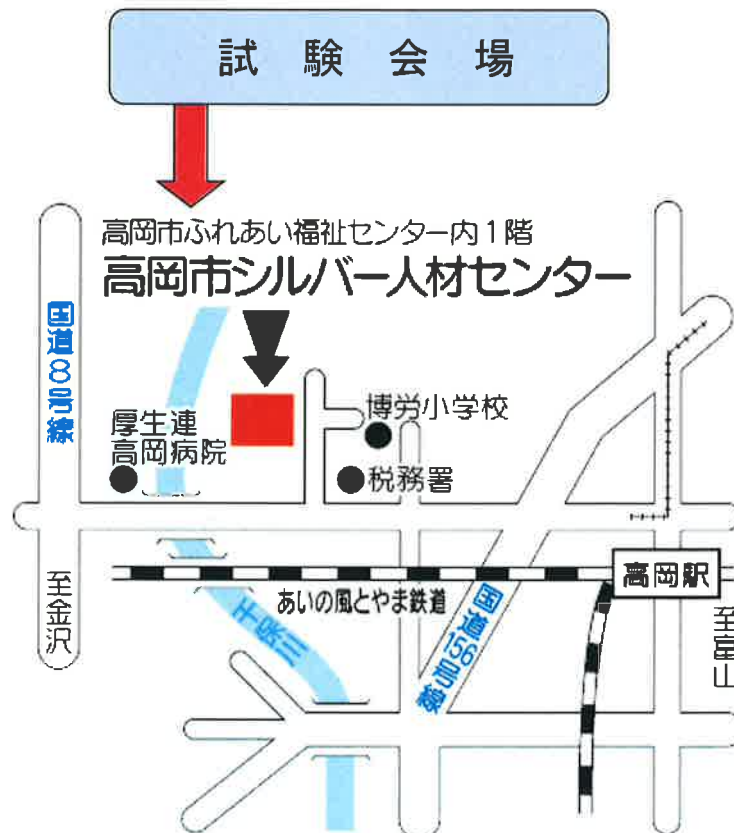 試験会場
高岡市ふれあい福祉センター内1階
高岡市シルバー人材センター
国道8号線
厚生連
高岡病院
博労小学校
税務署
至金沢
あいの風とやま鉄道
高岡駅
千保川
国道156号線
至富山